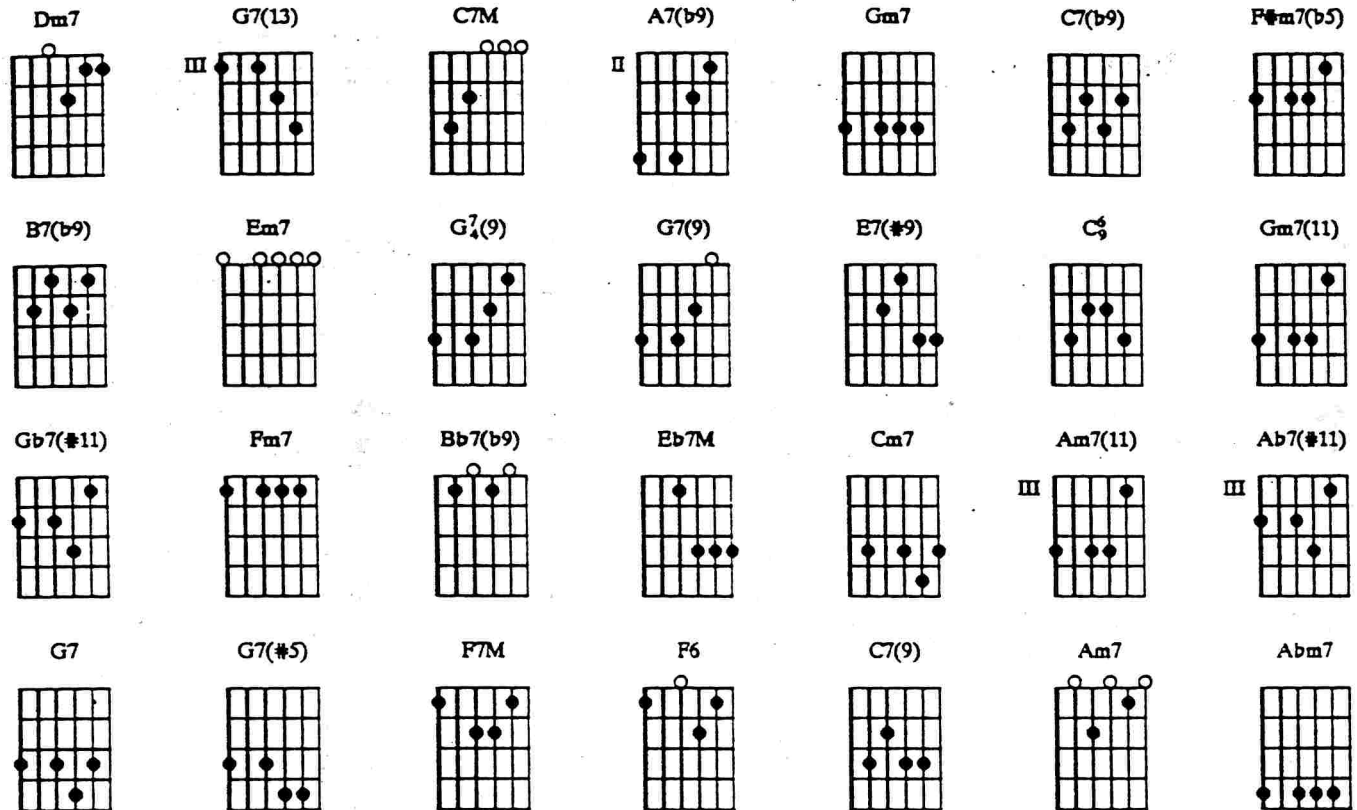 Dm7 G7(13) C7M A7(b9) Gm7 C7(b9) F#m7(b5)
III II
B7(b9) Em7 G7/4(9) G7(9) E7(#9) C6/9 Gm7(11)
Gb7(#11) Fm7 Bb7(b9) Eb7M Cm7 Am7(11) Ab7(#11)
III III
G7 G7(#5) F7M F6 C7(9) Am7 Abm7